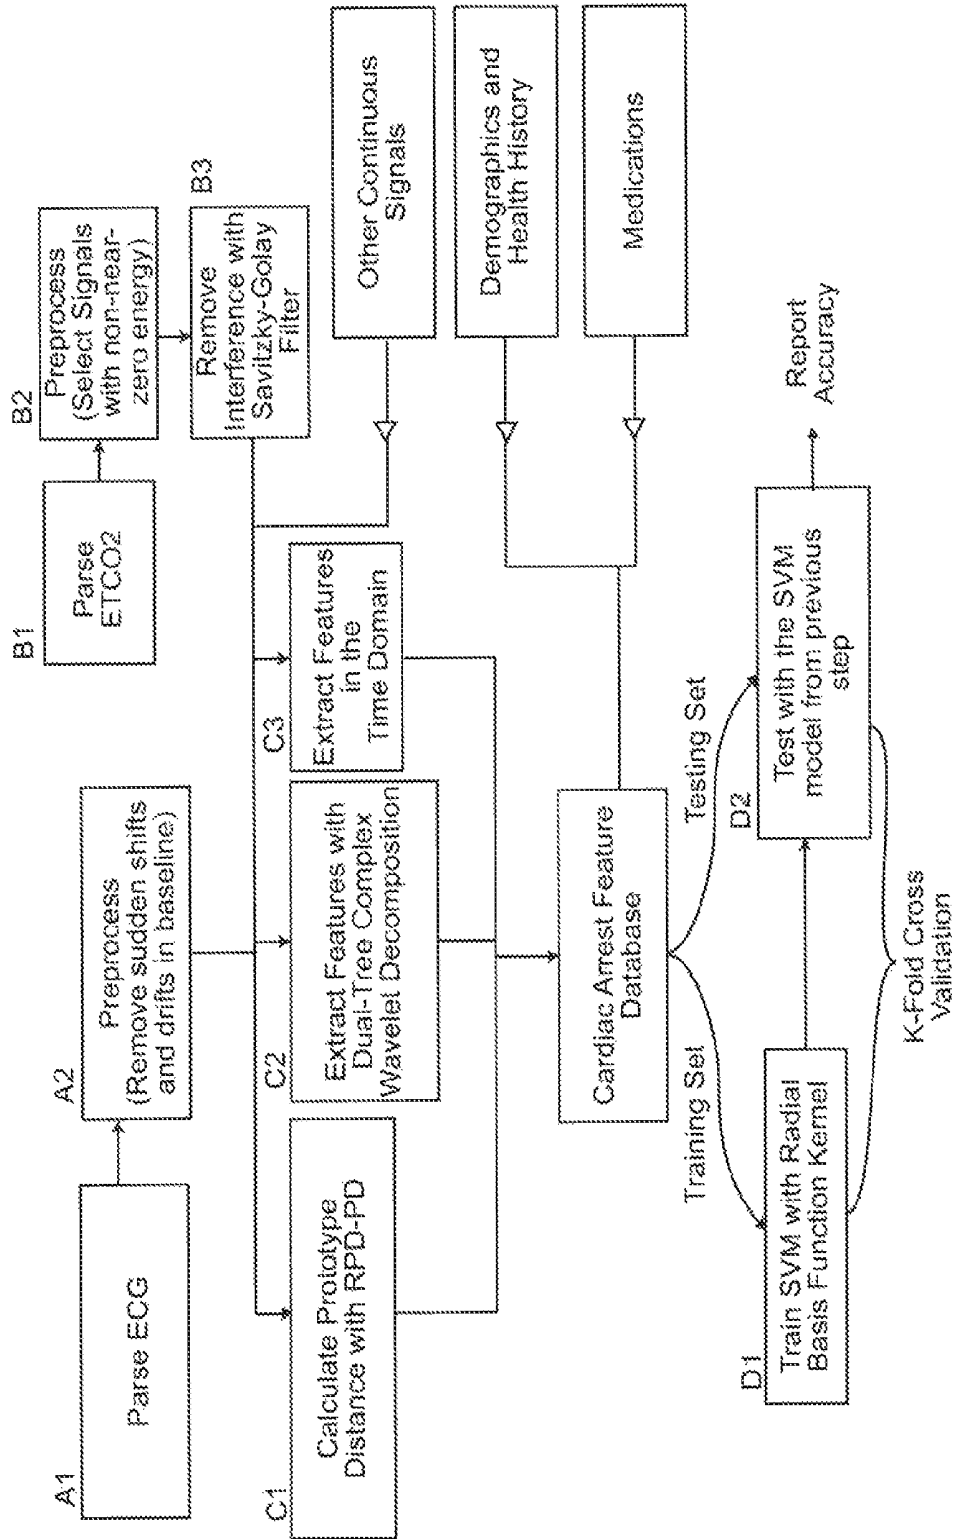 A1
Parse ECG
A2
Preprocess
(Remove sudden shifts
and drifts in baseline)
B1
Parse
ETCO2
B2
Preprocess
(Select Signals
with non-near-
zero energy)
B3
Remove
Interference with
Savitzky-Golay
Filter
C1
Calculate Prototype
Distance with RPD-PD
C2
Extract Features with
Dual-Tree Complex
Wavelet Decomposition
C3
Extract Features
in the
Time Domain
Other Continuous
Signals
Demographics and
Health History
Medications
Cardiac Arrest Feature
Database
Training Set
Testing Set
D1
Train SVM with Radial
Basis Function Kernel
D2
Test with the SVM
model from previous
step
Report
Accuracy
K-Fold Cross
Validation